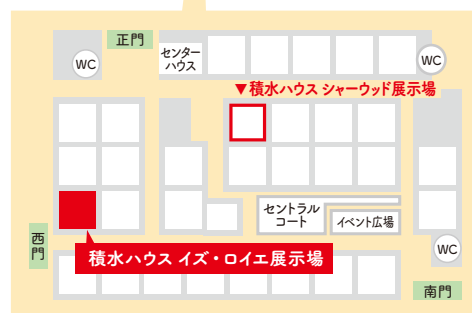 正門
WC
センター
ハウス
WC
▼積水ハウス シャーウッド展示場
セントラル
コート
イベント広場
西門
WC
積水ハウス イズ・ロイエ展示場
南門